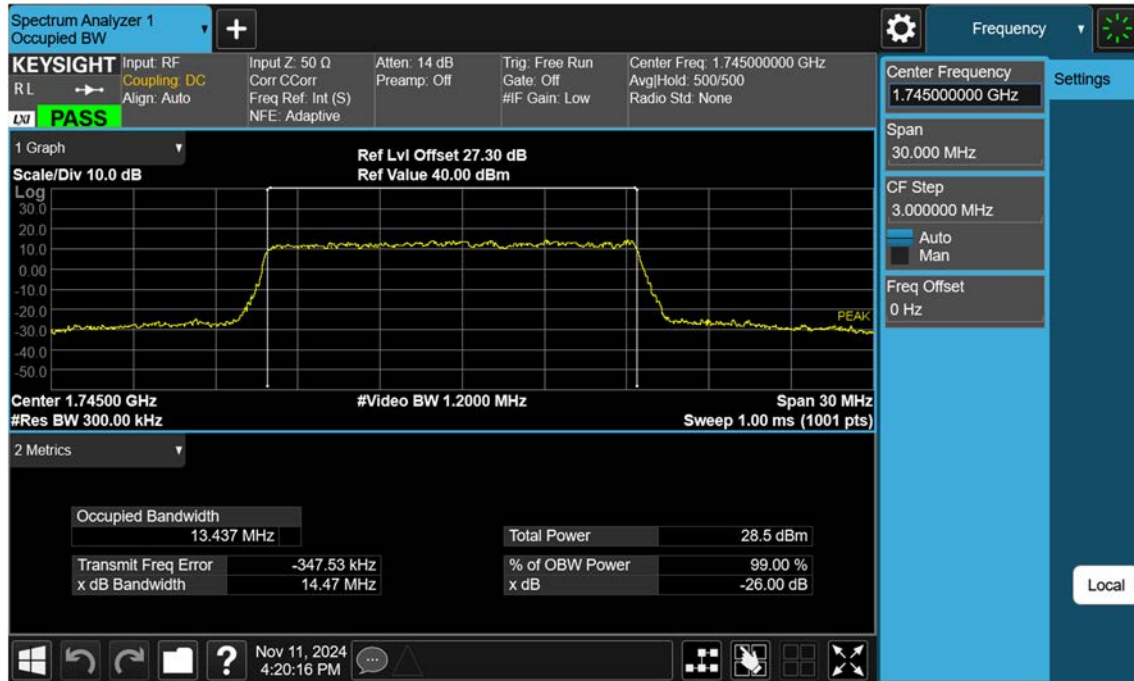 Spectrum Analyzer 1
Occupied BW
+
Frequency
KEYSIGHT
R L
LXI PASS
Input: RF
Coupling: DC
Align: Auto
Input Z: 50 Ω
Corr CCorr
Freq Ref: Int (S)
NFE: Adaptive
Atten: 14 dB
Preamp: Off
Trig: Free Run
Gate: Off
#IF Gain: Low
Center Freq: 1.745000000 GHz
Avg|Hold: 500/500
Radio Std: None
1 Graph
Scale/Div 10.0 dB
Ref Lvl Offset 27.30 dB
Ref Value 40.00 dBm
Log
30.0
20.0
10.0
0.00
-10.0
-20.0
-30.0
-40.0
-50.0
PEAK
Center 1.74500 GHz
#Video BW 1.2000 MHz
Span 30 MHz
#Res BW 300.00 kHz
Sweep 1.00 ms (1001 pts)
2 Metrics
Occupied Bandwidth
13.437 MHz
Total Power 28.5 dBm
Transmit Freq Error -347.53 kHz
% of OBW Power 99.00 %
x dB Bandwidth 14.47 MHz
x dB -26.00 dB
Center Frequency
1.745000000 GHz
Settings
Span
30.000 MHz
CF Step
3.000000 MHz
Auto
Man
Freq Offset
0 Hz
Local
?
Nov 11, 2024
4:20:16 PM